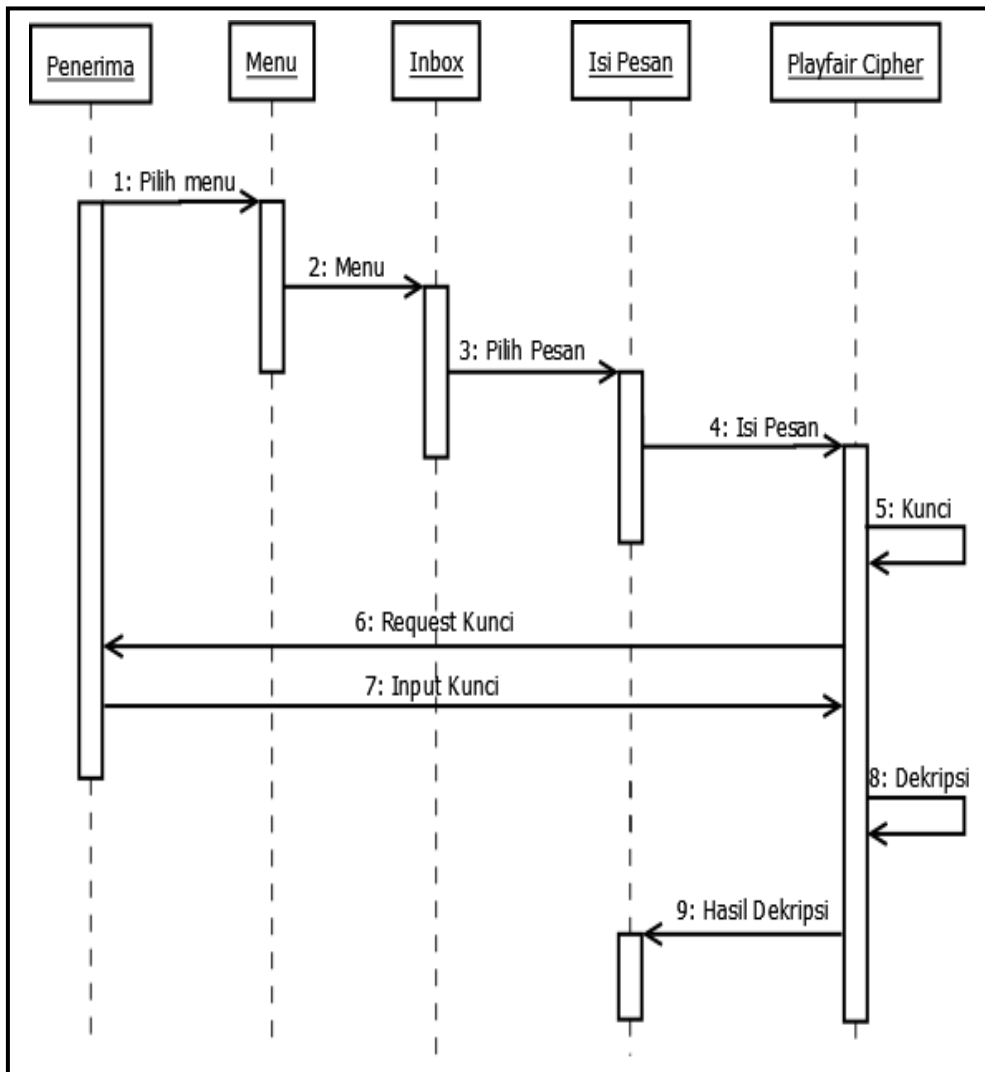 Penerima
Menu
Inbox
Isi Pesan
Playfair Cipher
1: Pilih menu
2: Menu
3: Pilih Pesan
4: Isi Pesan
5: Kunci
6: Request Kunci
7: Input Kunci
8: Dekripsi
9: Hasil Dekripsi